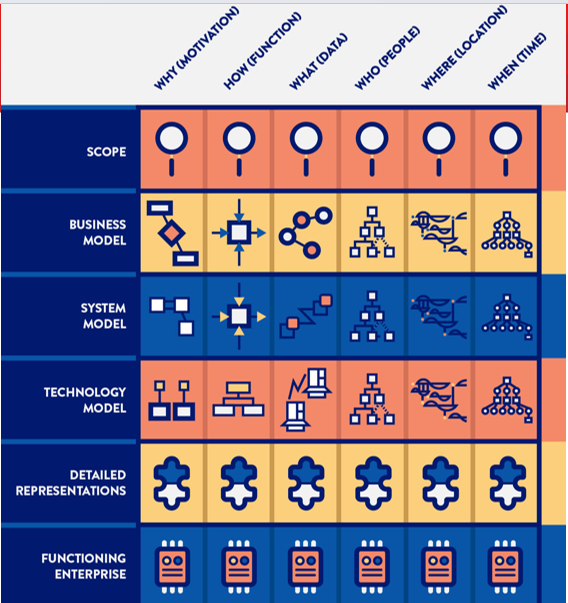 WHY (MOTIVATION)
HOW (FUNCTION)
WHAT (DATA)
WHO (PEOPLE)
WHERE (LOCATION)
WHEN (TIME)
SCOPE
BUSINESS
MODEL
SYSTEM
MODEL
TECHNOLOGY
MODEL
DETAILED
REPRESENTATIONS
FUNCTIONING
ENTERPRISE